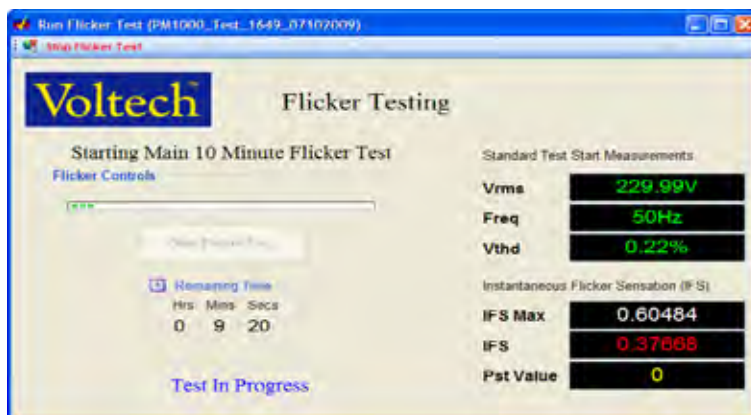 Run Flicker Test (PM1000_Test_1649_07102009)
Stop Flicker Test
Voltech™
Flicker Testing
Starting Main 10 Minute Flicker Test
Flicker Controls
Remaining Time
Hrs Mins Secs
0 9 20
Test In Progress
Standard Test Start Measurements
Vrms 229.99V
Freq 50Hz
Vthd 0.22%
Instantaneous Flicker Sensation (IFS)
IFS Max 0.60484
IFS 0.37668
Pst Value 0